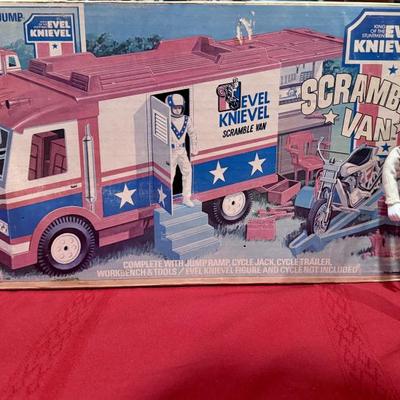 JUMP
EVEL
KNIEVEL
KING
OF THE
STUNTMEN
EVEL
KNIEVEL
SCRAMB
VAN
EVEL
KNIEVEL
SCRAMBLE VAN
COMPLETE WITH JUMP RAMP, CYCLE JACK, CYCLE TRAILER,
WORKBENCH & TOOLS / EVEL KNIEVEL FIGURE AND CYCLE NOT INCLUDED